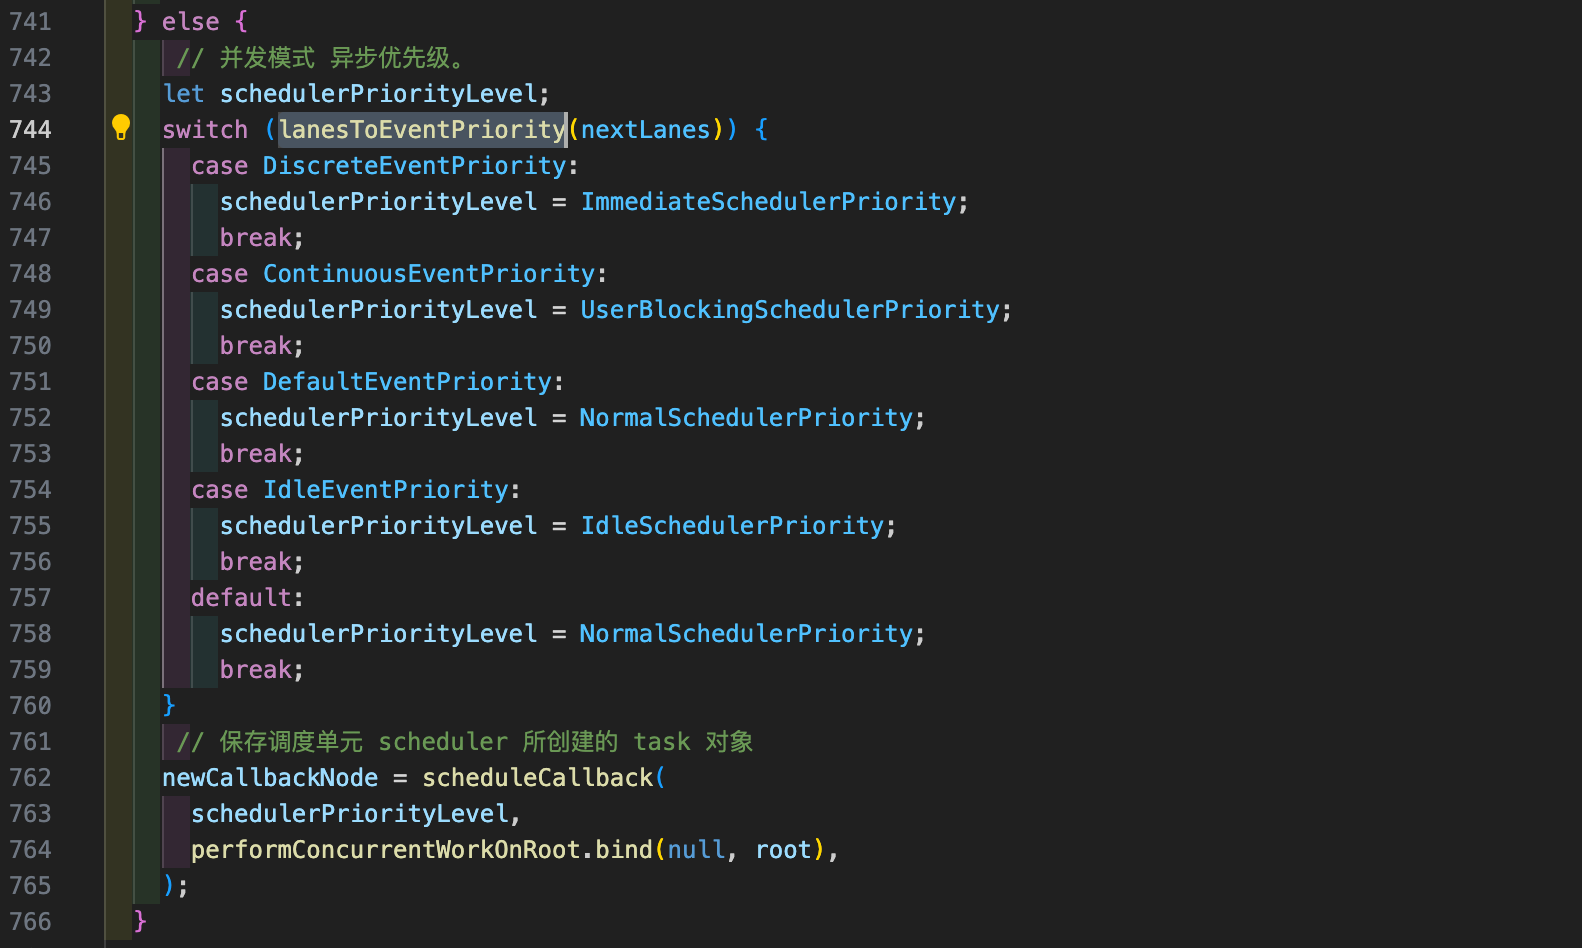 741 } else {
742 // 并发模式 异步优先级。
743 let schedulerPriorityLevel;
744 switch (lanesToEventPriority(nextLanes)) {
745 case DiscreteEventPriority:
746 schedulerPriorityLevel = ImmediateSchedulerPriority;
747 break;
748 case ContinuousEventPriority:
749 schedulerPriorityLevel = UserBlockingSchedulerPriority;
750 break;
751 case DefaultEventPriority:
752 schedulerPriorityLevel = NormalSchedulerPriority;
753 break;
754 case IdleEventPriority:
755 schedulerPriorityLevel = IdleSchedulerPriority;
756 break;
757 default:
758 schedulerPriorityLevel = NormalSchedulerPriority;
759 break;
760 }
761 // 保存调度单元 scheduler 所创建的 task 对象
762 newCallbackNode = scheduleCallback(
763 schedulerPriorityLevel,
764 performConcurrentWorkOnRoot.bind(null, root),
765 );
766 }